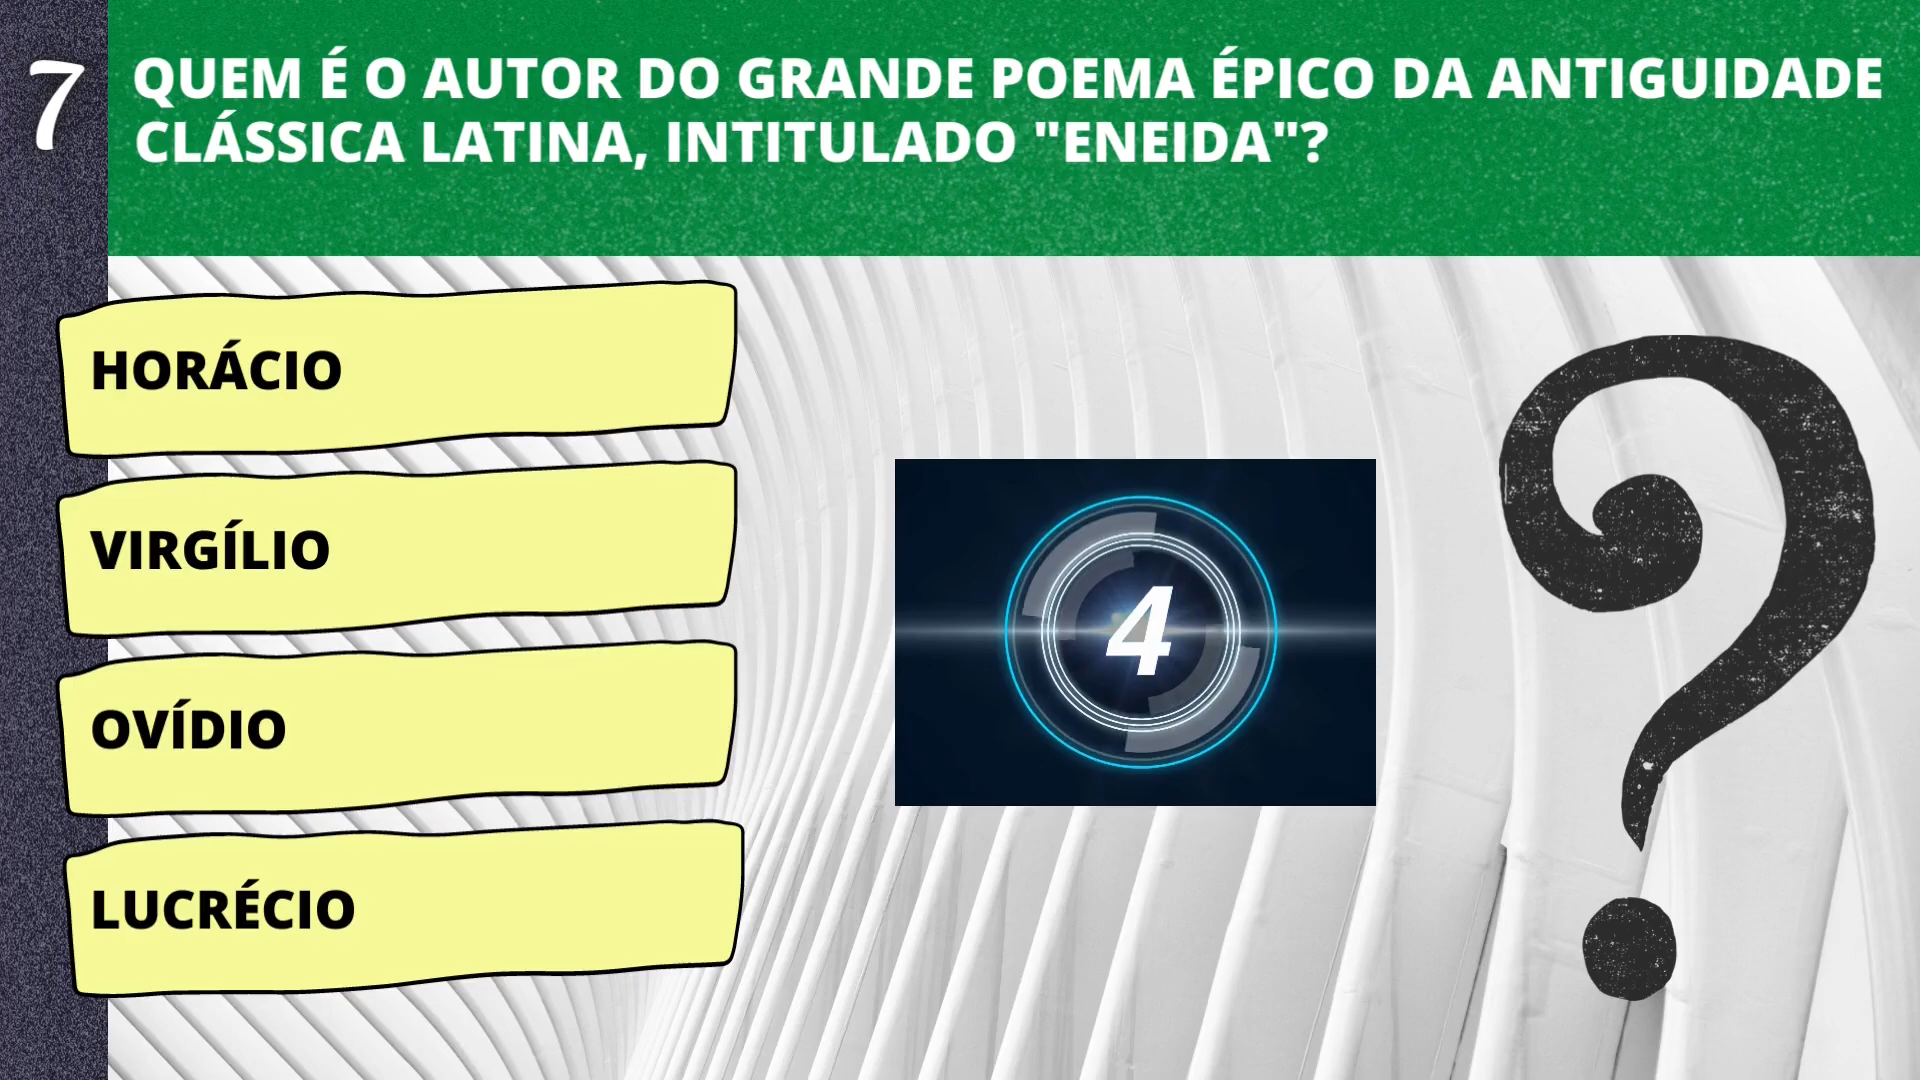 7
QUEM É O AUTOR DO GRANDE POEMA ÉPICO DA ANTIGUIDADE
CLÁSSICA LATINA, INTITULADO "ENEIDA"?
HORÁCIO
VIRGÍLIO
OVÍDIO
LUCRÉCIO
4
?